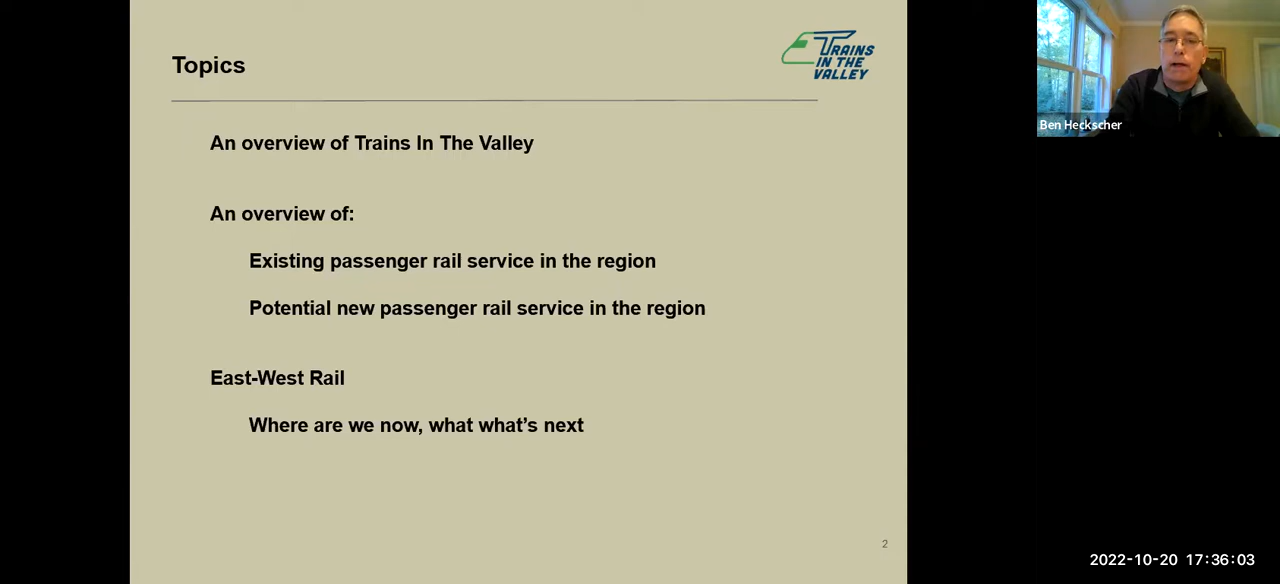 Topics
TRAINS
IN THE
VALLEY
An overview of Trains In The Valley
An overview of:
Existing passenger rail service in the region
Potential new passenger rail service in the region
East-West Rail
Where are we now, what what’s next
2
Ben Heckscher
2022-10-20 17:36:03